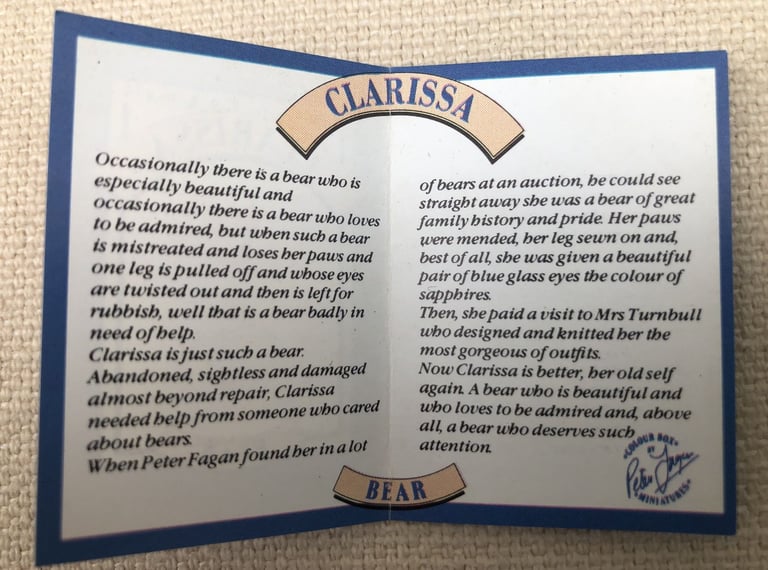 CLARISSA
Occasionally there is a bear who is
especially beautiful and
occasionally there is a bear who loves
to be admired, but when such a bear
is mistreated and loses her paws and
one leg is pulled off and whose eyes
are twisted out and then is left for
rubbish, well that is a bear badly in
need of help.
Clarissa is just such a bear.
Abandoned, sightless and damaged
almost beyond repair, Clarissa
needed help from someone who cared
about bears.
When Peter Fagan found her in a lot
of bears at an auction, he could see
straight away she was a bear of great
family history and pride. Her paws
were mended, her leg sewn on and,
best of all, she was given a beautiful
pair of blue glass eyes the colour of
sapphires.
Then, she paid a visit to Mrs Turnbull
who designed and knitted her the
most gorgeous of outfits.
Now Clarissa is better, her old self
again. A bear who is beautiful and
who loves to be admired and, above
all, a bear who deserves such
attention.
COLOUR BOX
BY
Peter Fagan
MINIATURES
BEAR